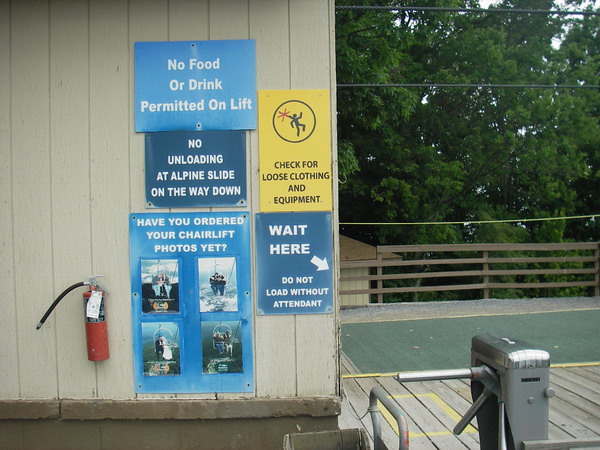 No Food
Or Drink
Permitted On Lift
NO
UNLOADING
AT ALPINE SLIDE
ON THE WAY DOWN
CHECK FOR
LOOSE CLOTHING
AND
EQUIPMENT.
HAVE YOU ORDERED
YOUR CHAIRLIFT
PHOTOS YET?
WAIT
HERE
DO NOT
LOAD WITHOUT
ATTENDANT